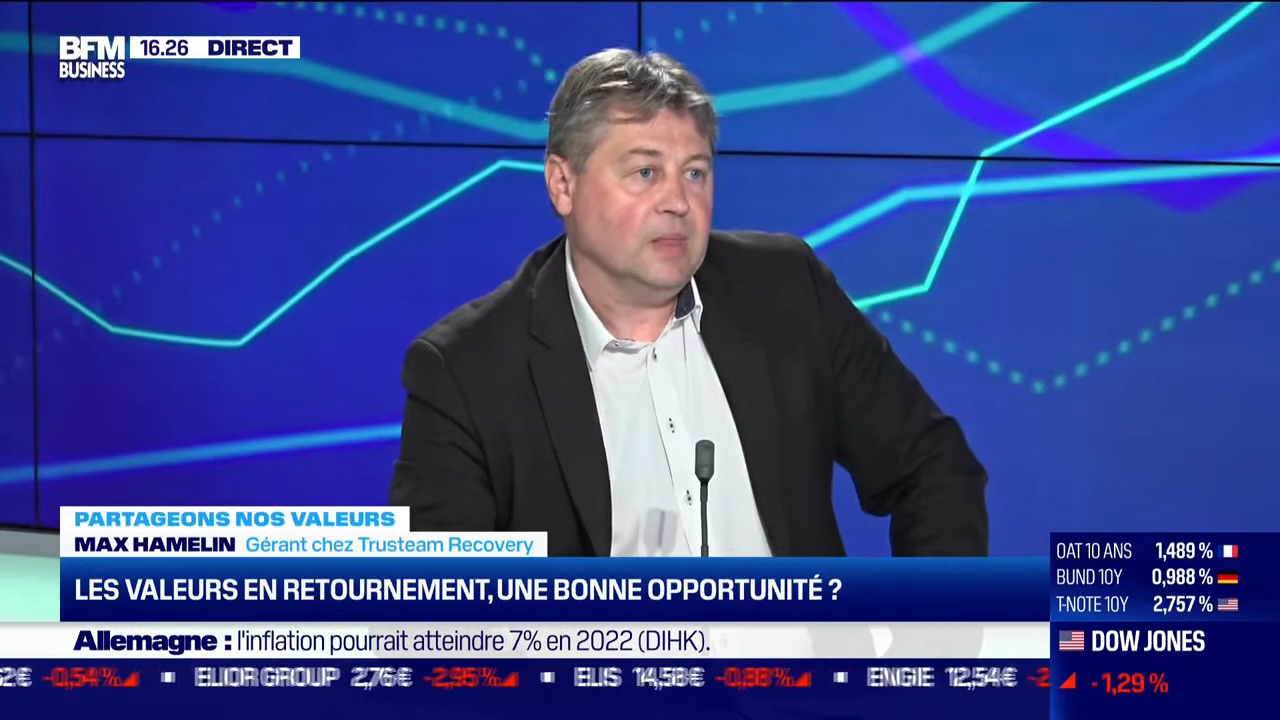 BFM
BUSINESS
16.26 DIRECT
PARTAGEONS NOS VALEURS
MAX HAMELIN Gérant chez Trusteam Recovery
LES VALEURS EN RETOURNEMENT, UNE BONNE OPPORTUNITÉ ?
Allemagne : l'inflation pourrait atteindre 7% en 2022 (DIHK).
-0,54% ELIOR GROUP 2,76€ -2,95% ELIS 14,58€ -0,88% ENGIE 12,54€
OAT 10 ANS 1,489 %
BUND 10Y 0,988 %
T-NOTE 10Y 2,757 %
DOW JONES
-1,29 %